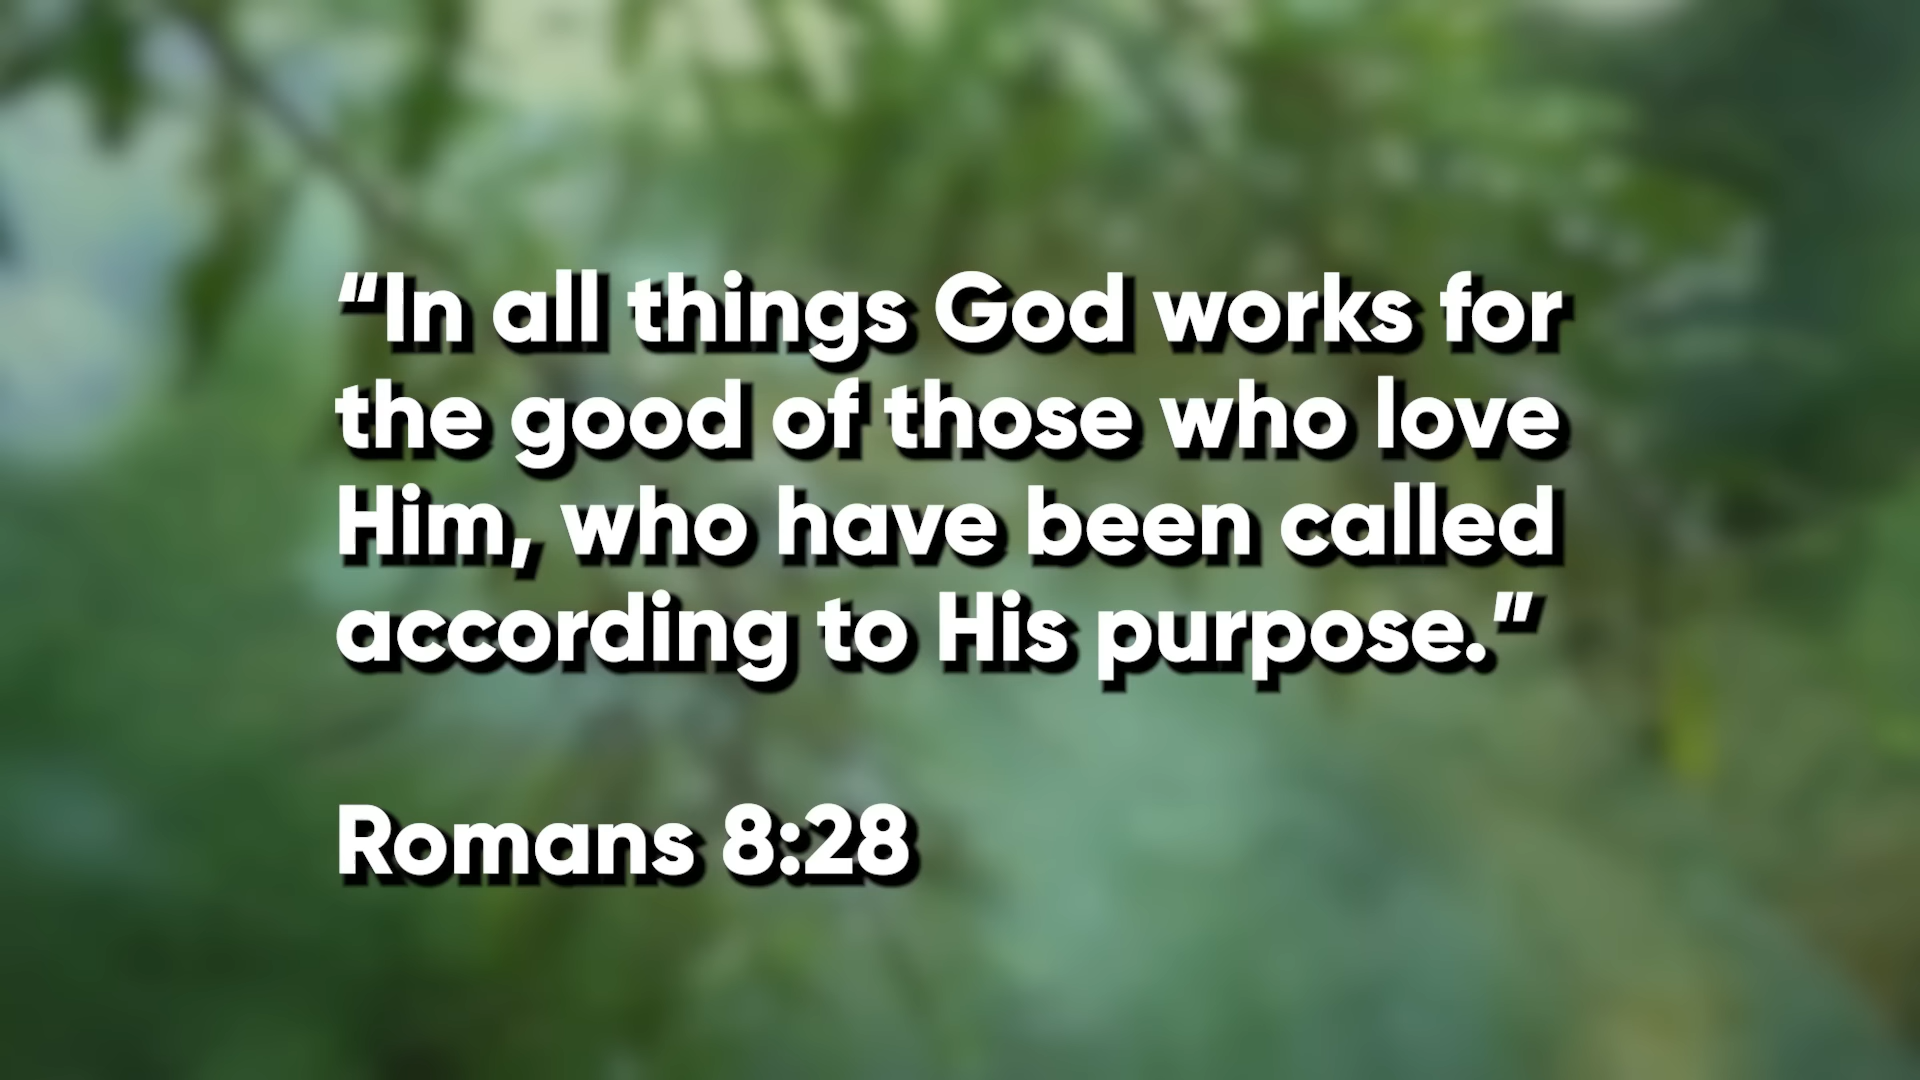 “In all things God works for
the good of those who love
Him, who have been called
according to His purpose.”
Romans 8:28